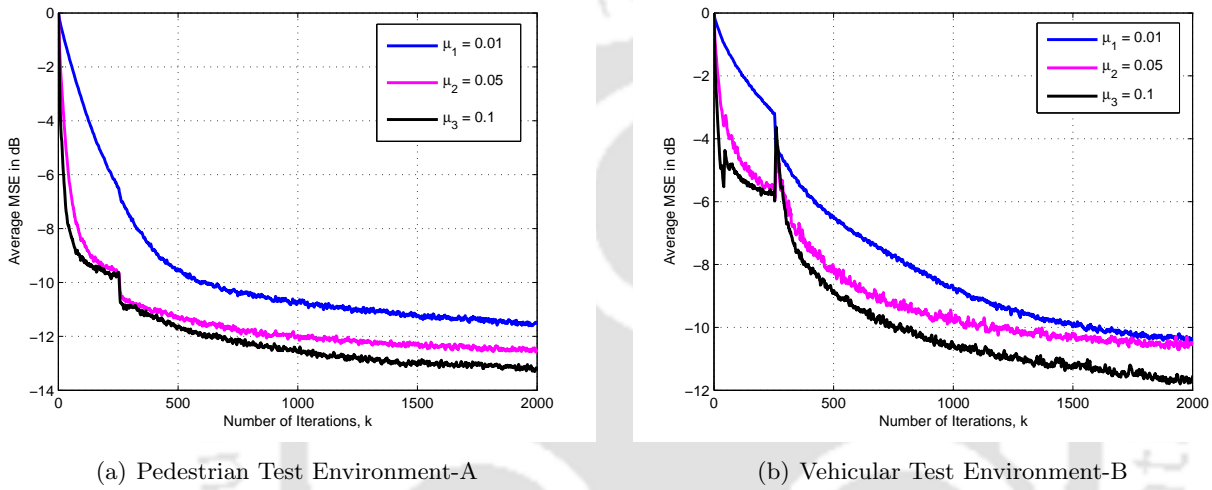 0
−2
−4
−6
−8
−10
−12
−14
0 500 1000 1500 2000
Average MSE in dB
Number of Iterations, k
μ1 = 0.01
μ2 = 0.05
μ3 = 0.1
(a) Pedestrian Test Environment-A
0
−2
−4
−6
−8
−10
−12
0 500 1000 1500 2000
Average MSE in dB
Number of Iterations, k
μ1 = 0.01
μ2 = 0.05
μ3 = 0.1
(b) Vehicular Test Environment-B